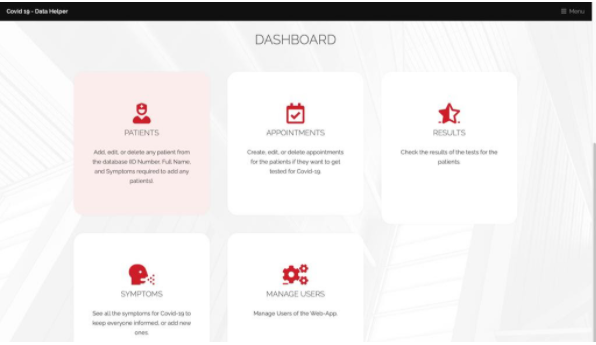 Covid 19 - Data Helper
Menu
DASHBOARD
PATIENTS
Add, edit, or delete any patient from
the database (ID Number, Full Name,
and Symptoms required to add any
patients).
APPOINTMENTS
Create, edit, or delete appointments
for the patients if they want to get
tested for Covid-19.
RESULTS
Check the results of the tests for the
patients.
SYMPTOMS
See all the symptoms for Covid-19 to
keep everyone informed, or add new
ones.
MANAGE USERS
Manage Users of the Web-App.